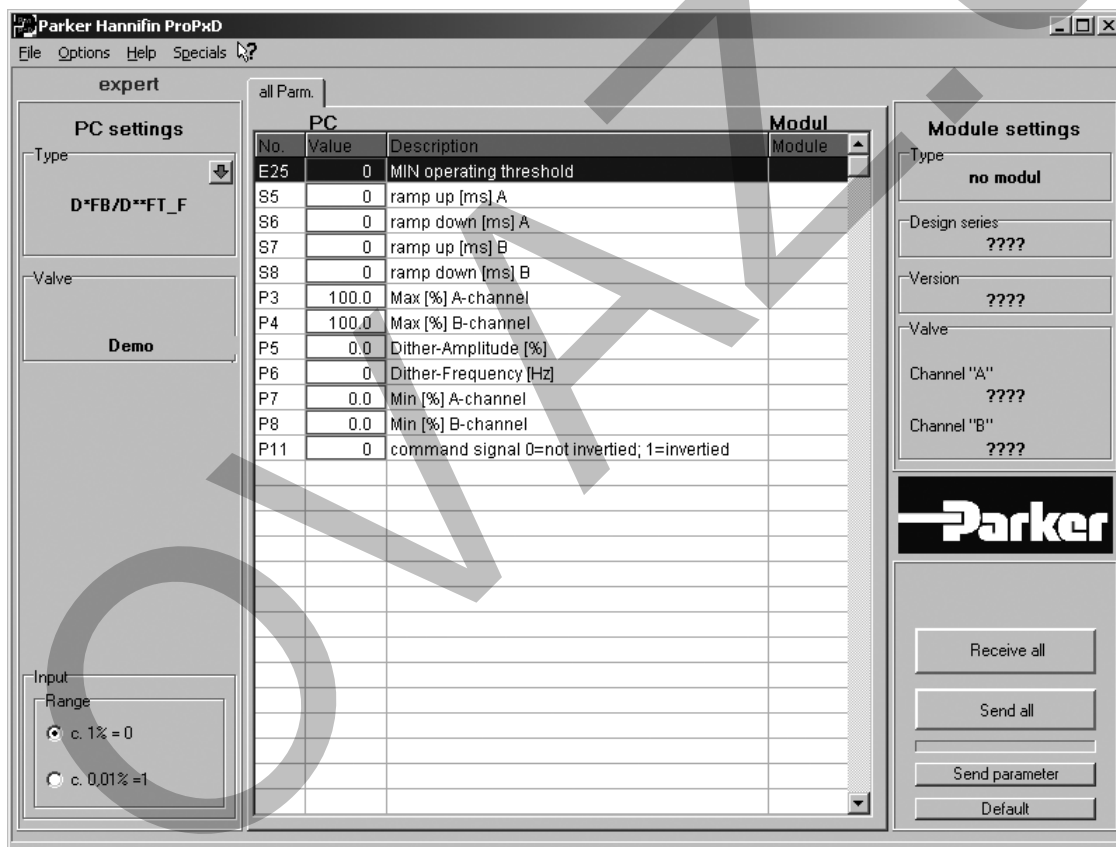 Parker Hannifin ProPxD
File Options Help Specials
expert
PC settings
Type
D*FB/D**FT_F
Valve
Demo
Input
Range
c. 1% = 0
c. 0,01% =1
all Parm.
PC Modul
No. Value Description Module
E25 0 MIN operating threshold
S5 0 ramp up [ms] A
S6 0 ramp down [ms] A
S7 0 ramp up [ms] B
S8 0 ramp down [ms] B
P3 100.0 Max [%] A-channel
P4 100.0 Max [%] B-channel
P5 0.0 Dither-Amplitude [%]
P6 0 Dither-Frequency [Hz]
P7 0.0 Min [%] A-channel
P8 0.0 Min [%] B-channel
P11 0 command signal 0=not invertied; 1=invertied
Module settings
Type
no modul
Design series
????
Version
????
Valve
Channel "A"
????
Channel "B"
????
Parker
Receive all
Send all
Send parameter
Default
OVAZ.